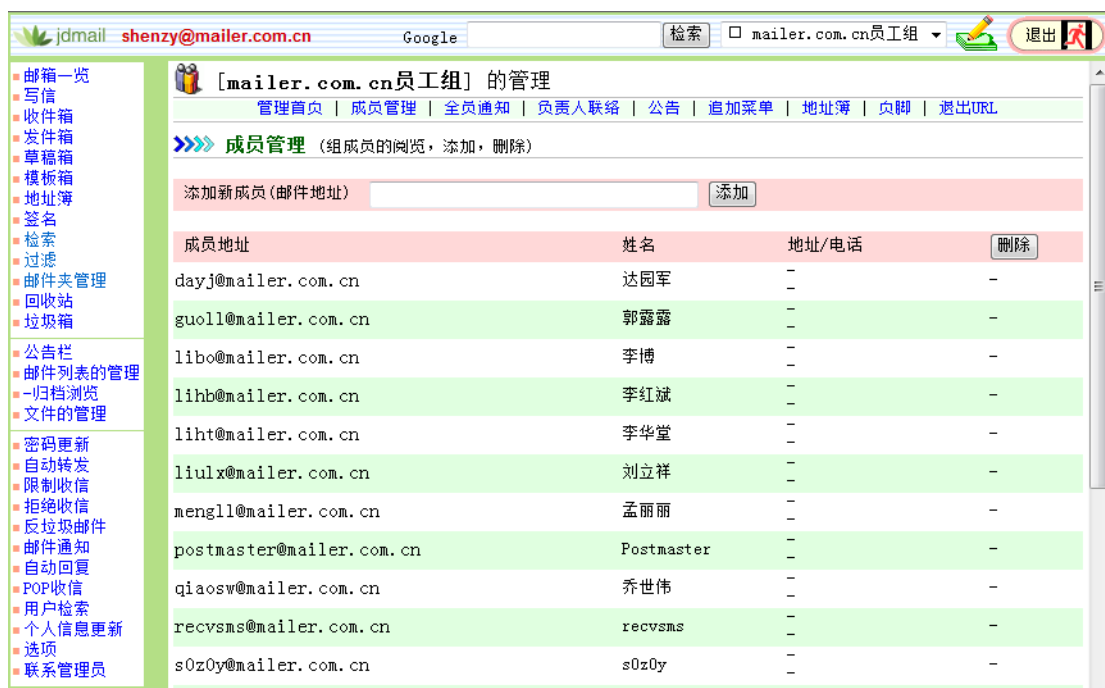 jdmail shenzy@mailer.com.cn Google 检索 mailer.com.cn员工组 退出
邮箱一览
写信
收件箱
发件箱
草稿箱
模板箱
地址簿
签名
检索
过滤
邮件夹管理
回收站
垃圾箱
公告栏
邮件列表的管理
-归档浏览
文件的管理
密码更新
自动转发
限制收信
拒绝收信
反垃圾邮件
邮件通知
自动回复
POP收信
用户检索
个人信息更新
选项
联系管理员
[mailer.com.cn员工组] 的管理
管理首页 | 成员管理 | 全员通知 | 负责人联络 | 公告 | 追加菜单 | 地址簿 | 页脚 | 退出URL
成员管理 (组成员的阅览,添加,删除)
添加新成员(邮件地址) 添加
成员地址 姓名 地址/电话 删除
dayj@mailer.com.cn 达园军 - - -
guoll@mailer.com.cn 郭露露 - - -
libo@mailer.com.cn 李博 - - -
lihb@mailer.com.cn 李红斌 - - -
liht@mailer.com.cn 李华堂 - - -
liulx@mailer.com.cn 刘立祥 - - -
mengll@mailer.com.cn 孟丽丽 - - -
postmaster@mailer.com.cn Postmaster - - -
qiaosw@mailer.com.cn 乔世伟 - - -
recvsms@mailer.com.cn recvsms - - -
s0z0y@mailer.com.cn s0z0y - - -